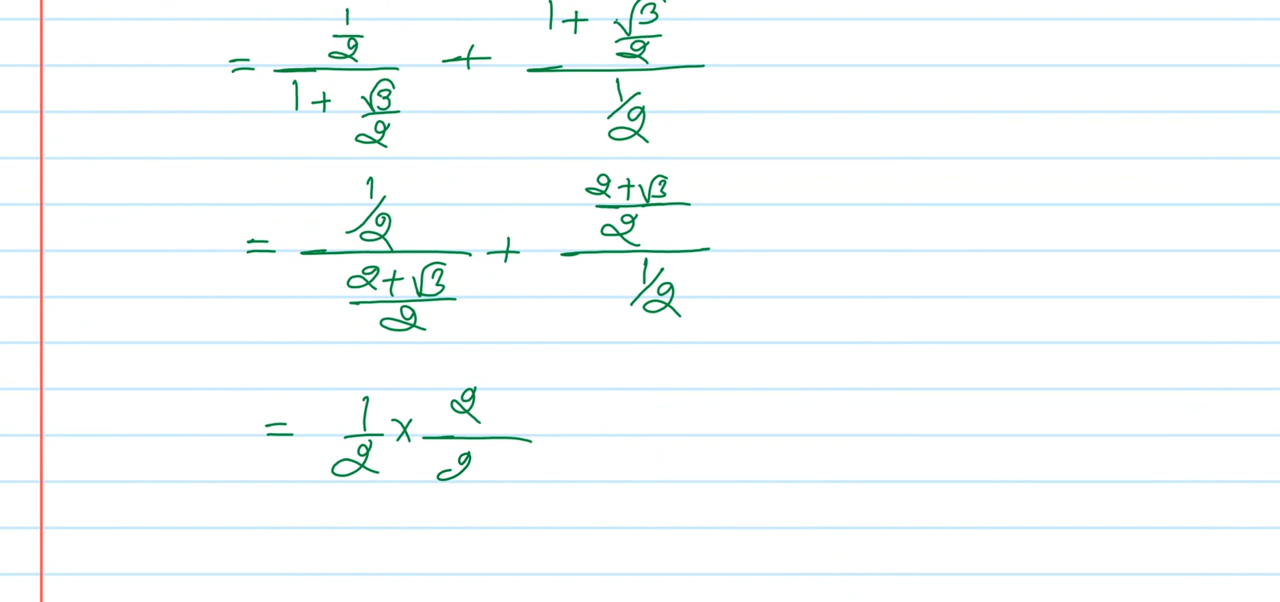 = (1/2)/(1 + √3/2) + (1 + √3/2)/(1/2)
= (1/2)/((2+√3)/2) + ((2+√3)/2)/(1/2)
= 1/2 × 2/2